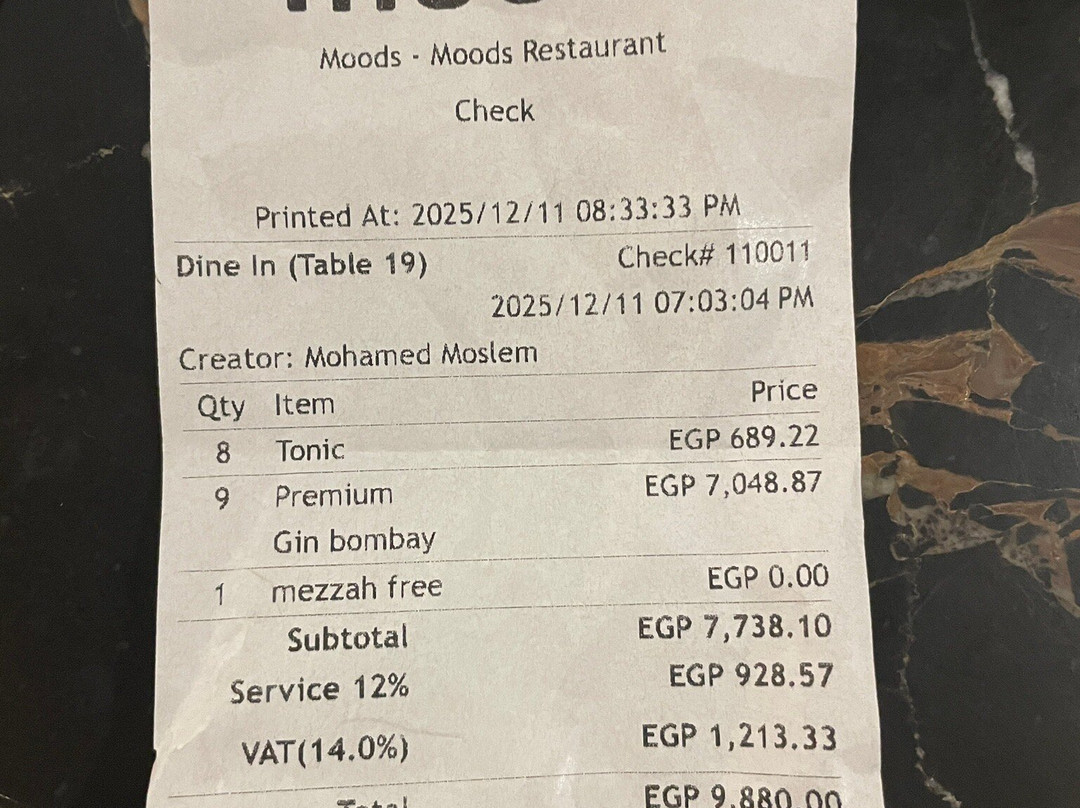 Moods - Moods Restaurant
Check
Printed At: 2025/12/11 08:33:33 PM
Dine In (Table 19) Check# 110011
2025/12/11 07:03:04 PM
Creator: Mohamed Moslem
Qty Item Price
8 Tonic EGP 689.22
9 Premium EGP 7,048.87
Gin bombay
1 mezzah free EGP 0.00
Subtotal EGP 7,738.10
Service 12% EGP 928.57
VAT(14.0%) EGP 1,213.33
Total EGP 9,880.00